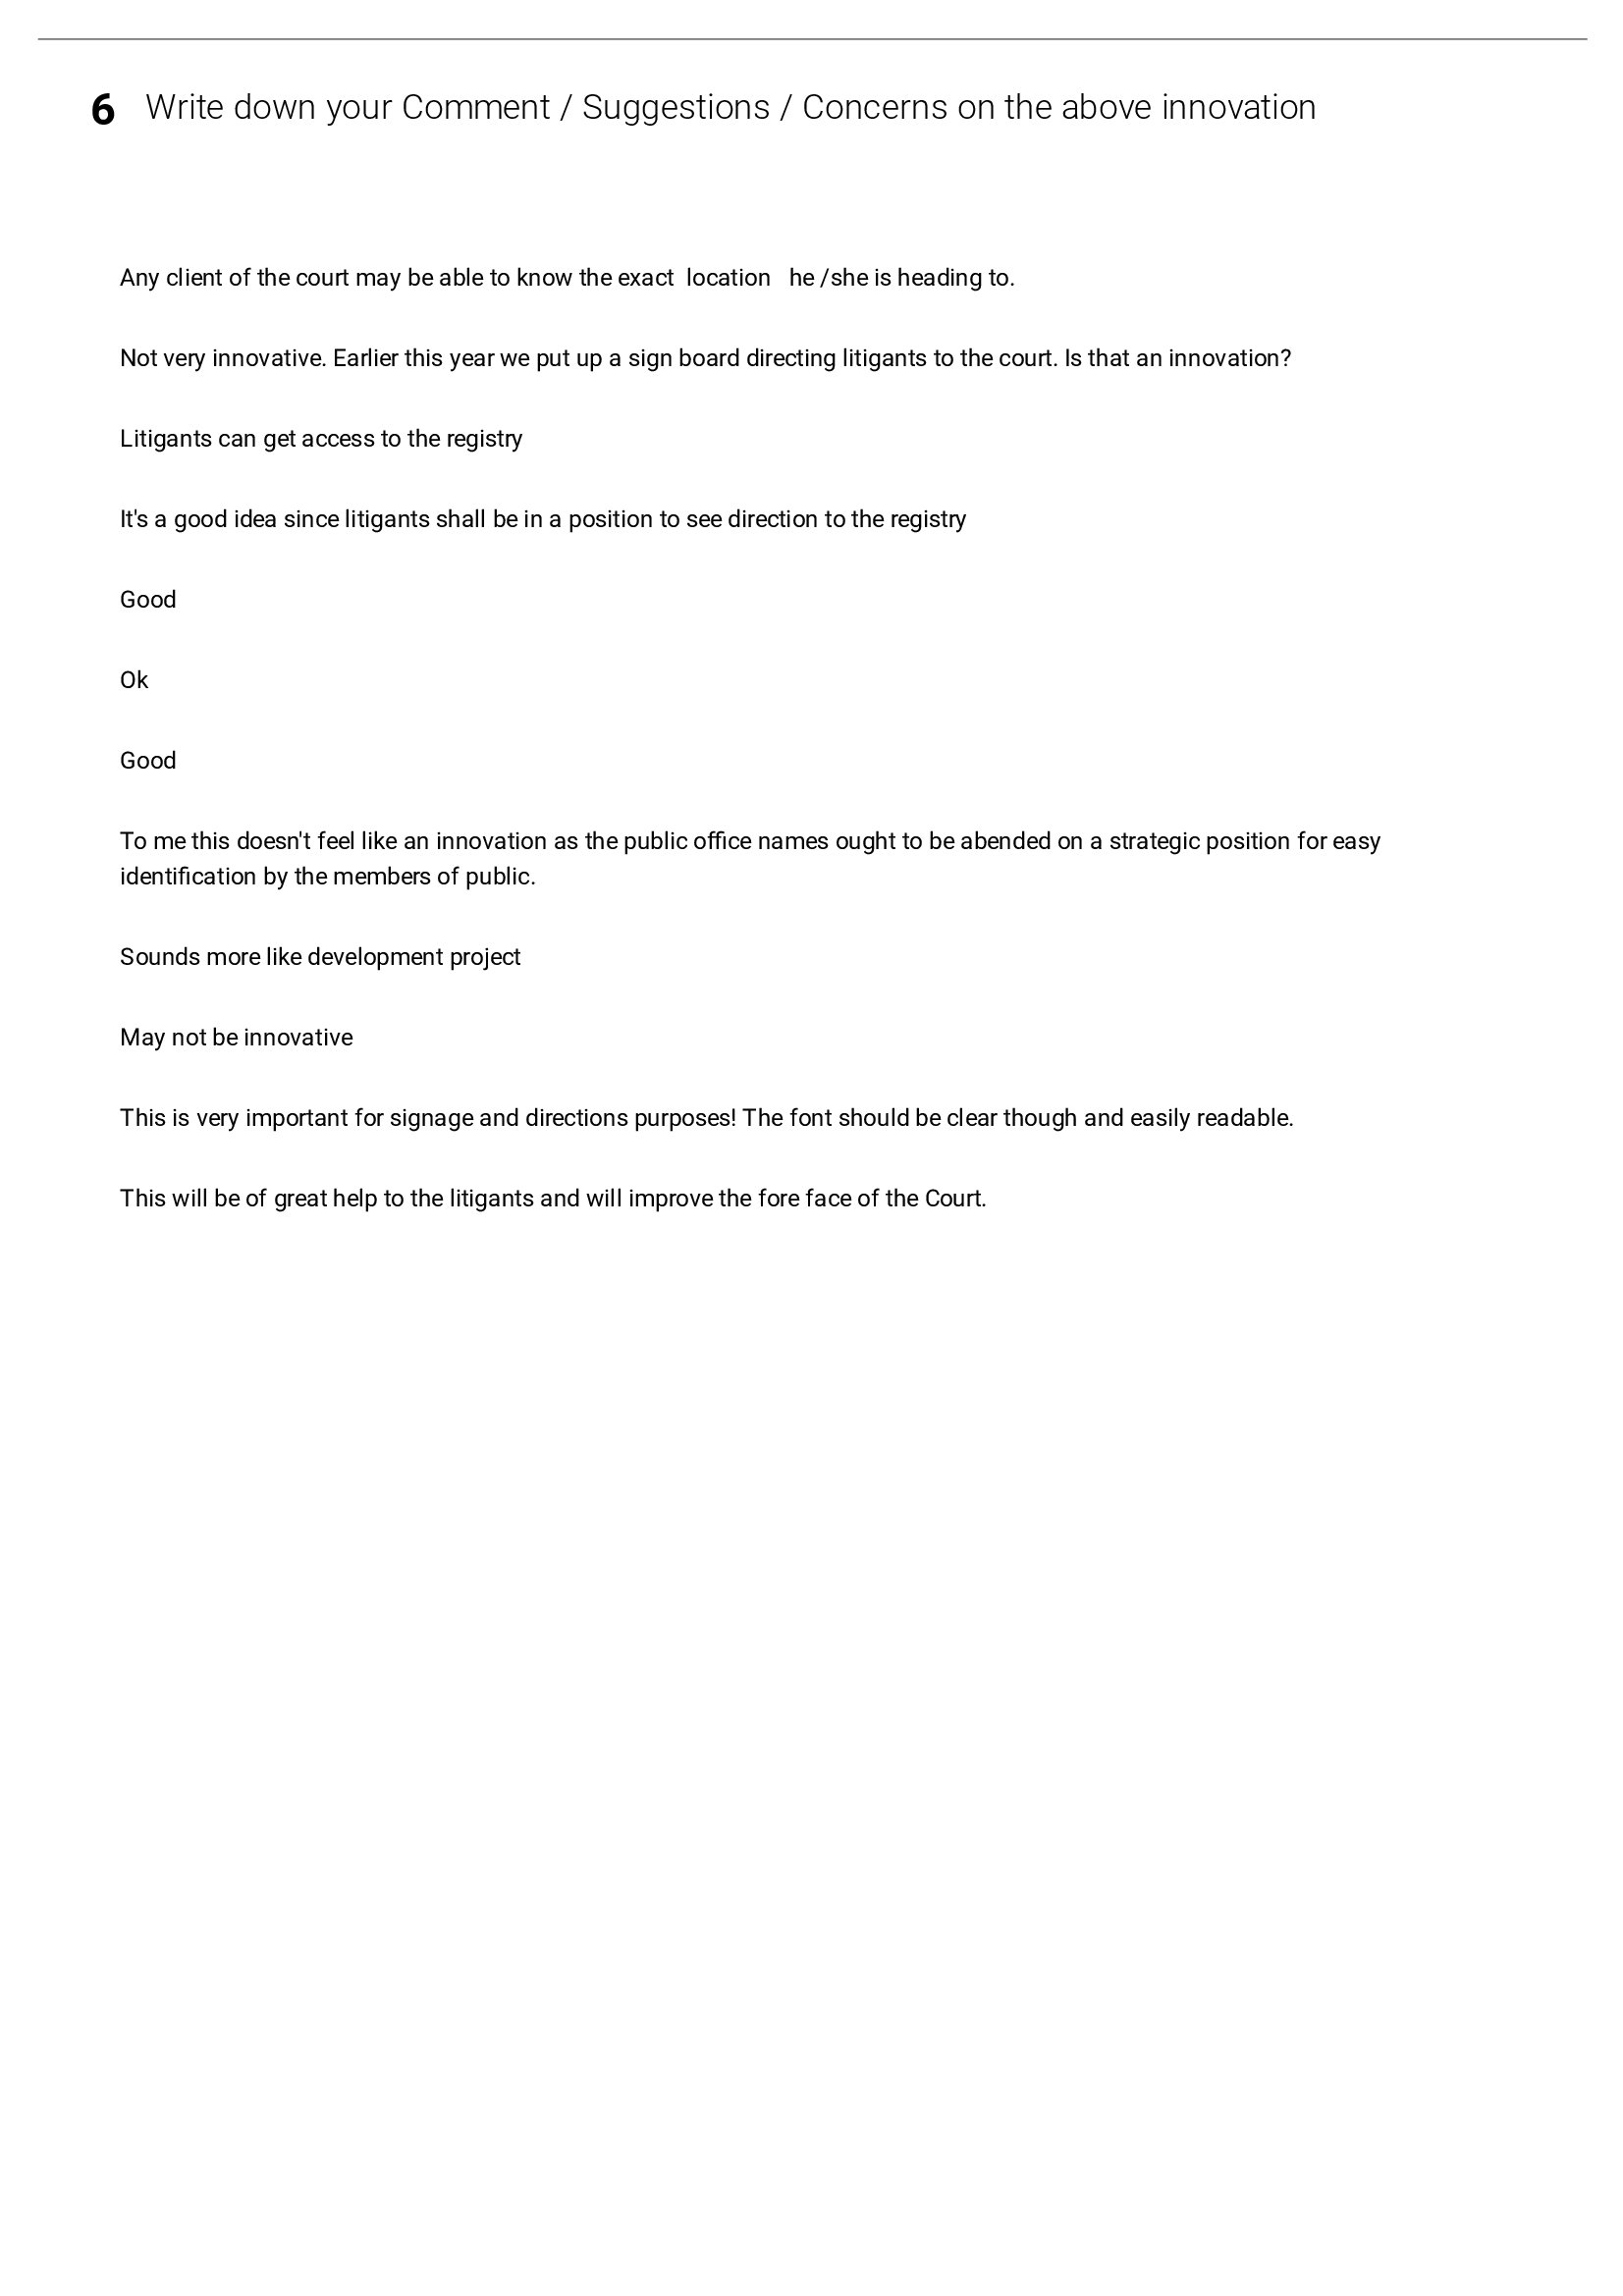 6 Write down your Comment / Suggestions / Concerns on the above innovation
Any client of the court may be able to know the exact  location   he /she is heading to.
Not very innovative. Earlier this year we put up a sign board directing litigants to the court. Is that an innovation?
Litigants can get access to the registry
It's a good idea since litigants shall be in a position to see direction to the registry
Good
Ok
Good
To me this doesn't feel like an innovation as the public office names ought to be abended on a strategic position for easy
identification by the members of public.
Sounds more like development project
May not be innovative
This is very important for signage and directions purposes! The font should be clear though and easily readable.
This will be of great help to the litigants and will improve the fore face of the Court.